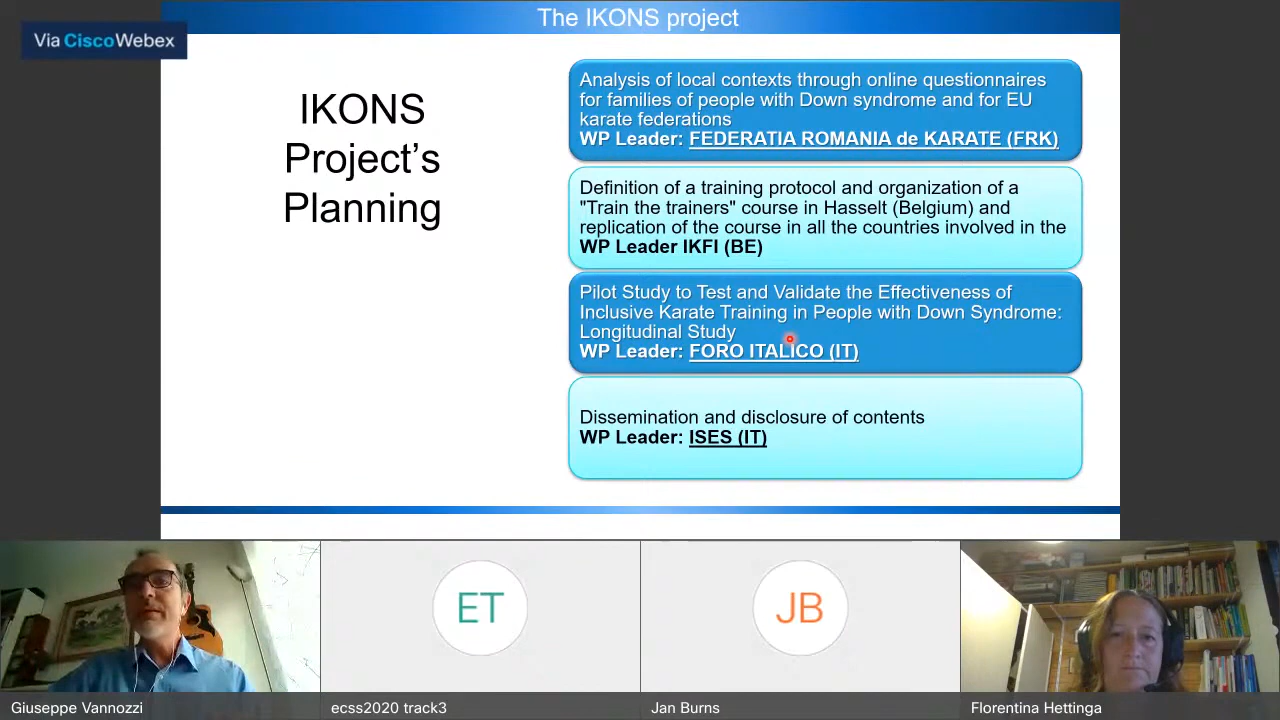 The IKONS project
Via CiscoWebex
IKONS
Project’s
Planning
Analysis of local contexts through online questionnaires
for families of people with Down syndrome and for EU
karate federations
WP Leader: FEDERATIA ROMANIA de KARATE (FRK)
Definition of a training protocol and organization of a
"Train the trainers" course in Hasselt (Belgium) and
replication of the course in all the countries involved in the
WP Leader IKFI (BE)
Pilot Study to Test and Validate the Effectiveness of
Inclusive Karate Training in People with Down Syndrome:
Longitudinal Study
WP Leader: FORO ITALICO (IT)
Dissemination and disclosure of contents
WP Leader: ISES (IT)
ET
JB
Giuseppe Vannozzi
ecss2020 track3
Jan Burns
Florentina Hettinga